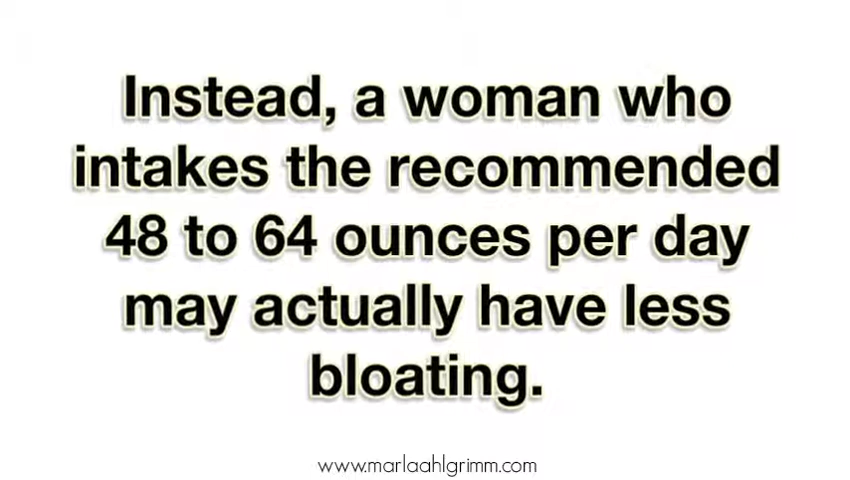 Instead, a woman who
intakes the recommended
48 to 64 ounces per day
may actually have less
bloating.
www.marlaahlgrimm.com